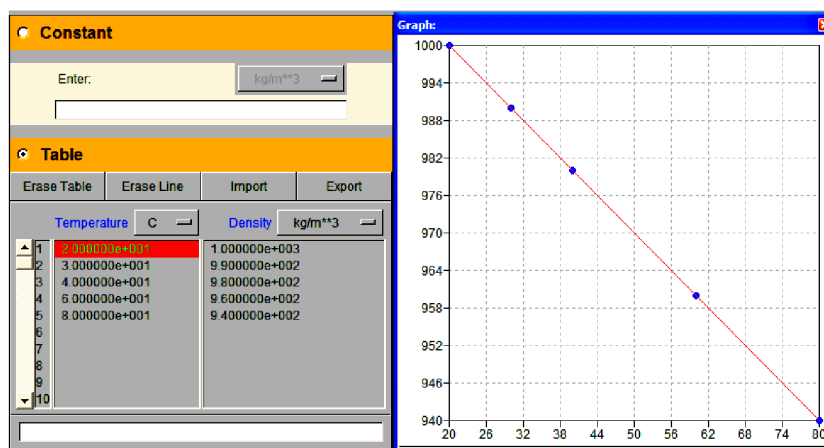 Constant
Enter:
kg/m**3
Table
Erase Table Erase Line Import Export
Temperature C Density kg/m**3
1 2.000000e+001 1.000000e+003
2 3.000000e+001 9.900000e+002
3 4.000000e+001 9.800000e+002
4 6.000000e+001 9.600000e+002
5 8.000000e+001 9.400000e+002
6
7
8
9
10
Graph:
1000
994
988
982
976
970
964
958
952
946
940
20 26 32 38 44 50 56 62 68 74 80